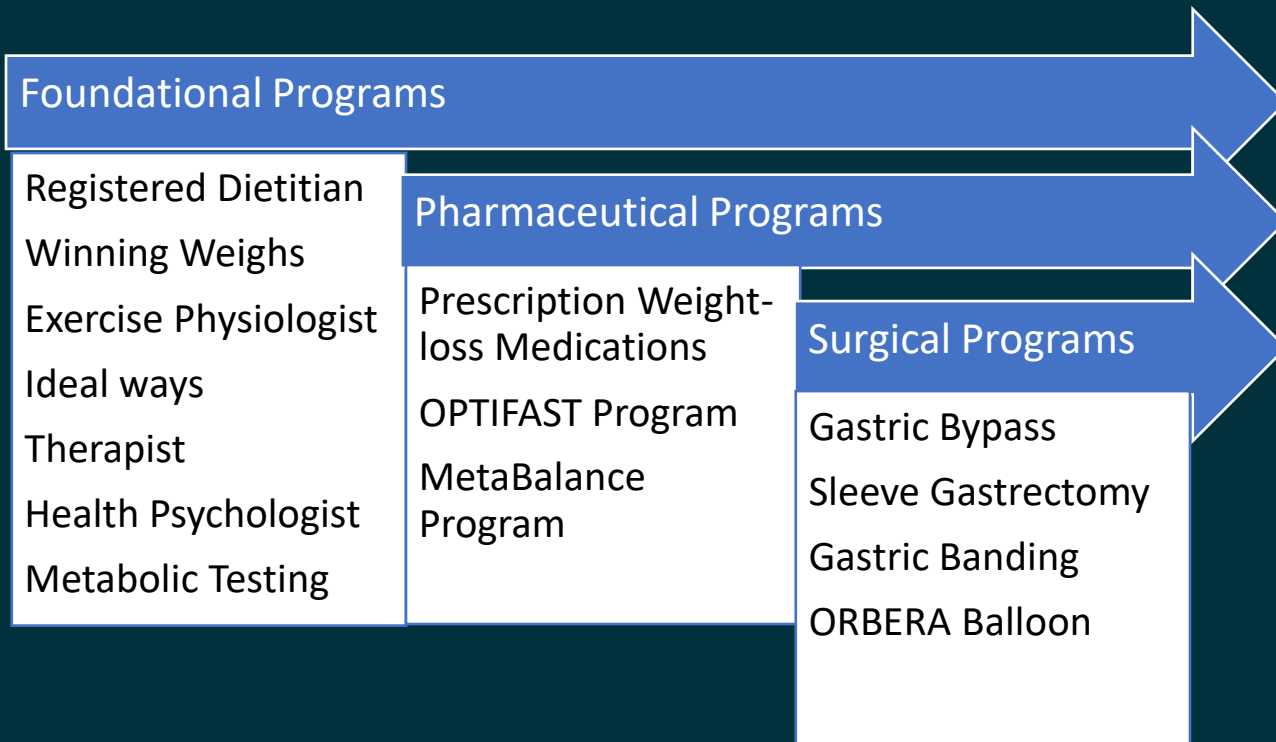 Foundational Programs
Registered Dietitian
Winning Weighs
Exercise Physiologist
Ideal ways
Therapist
Health Psychologist
Metabolic Testing
Pharmaceutical Programs
Prescription Weight-
loss Medications
OPTIFAST Program
MetaBalance
Program
Surgical Programs
Gastric Bypass
Sleeve Gastrectomy
Gastric Banding
ORBERA Balloon